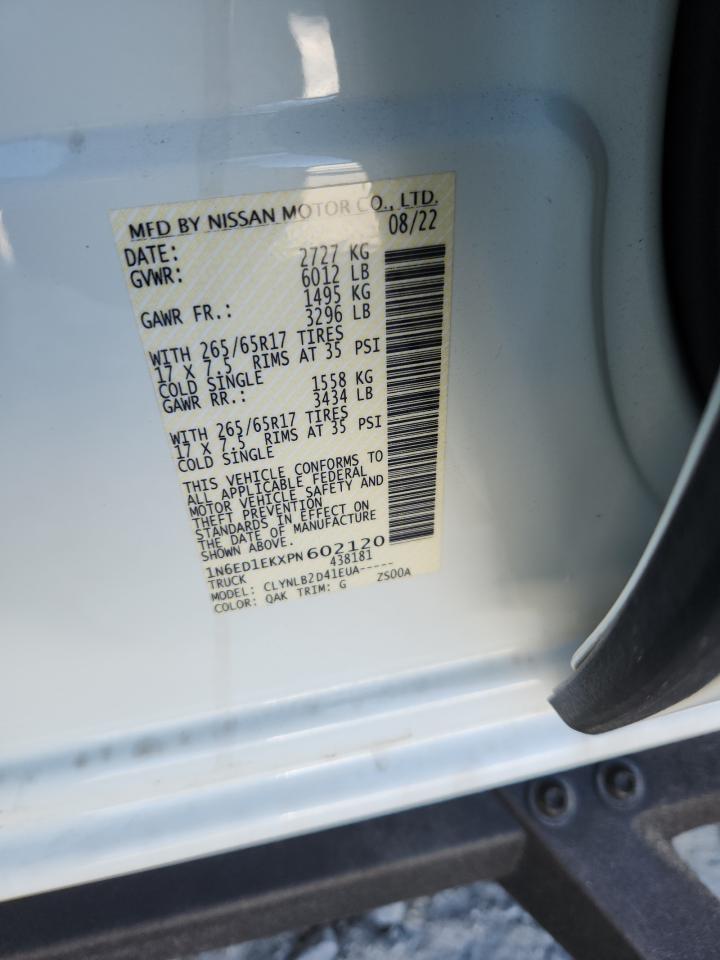 MFD BY NISSAN MOTOR CO., LTD.
DATE: 08/22
GVWR: 2727 KG
6012 LB
GAWR FR.: 1495 KG
3296 LB
WITH 265/65R17 TIRES
17 X 7.5 RIMS AT 35 PSI
COLD SINGLE
GAWR RR.: 1558 KG
3434 LB
WITH 265/65R17 TIRES
17 X 7.5 RIMS AT 35 PSI
COLD SINGLE
THIS VEHICLE CONFORMS TO
ALL APPLICABLE FEDERAL
MOTOR VEHICLE SAFETY AND
THEFT PREVENTION
STANDARDS IN EFFECT ON
THE DATE OF MANUFACTURE
SHOWN ABOVE.
1N6ED1EKXPN602120
TRUCK 438181
MODEL: CLYNLB2D41EUA-----
COLOR: QAK TRIM: G ZS00A